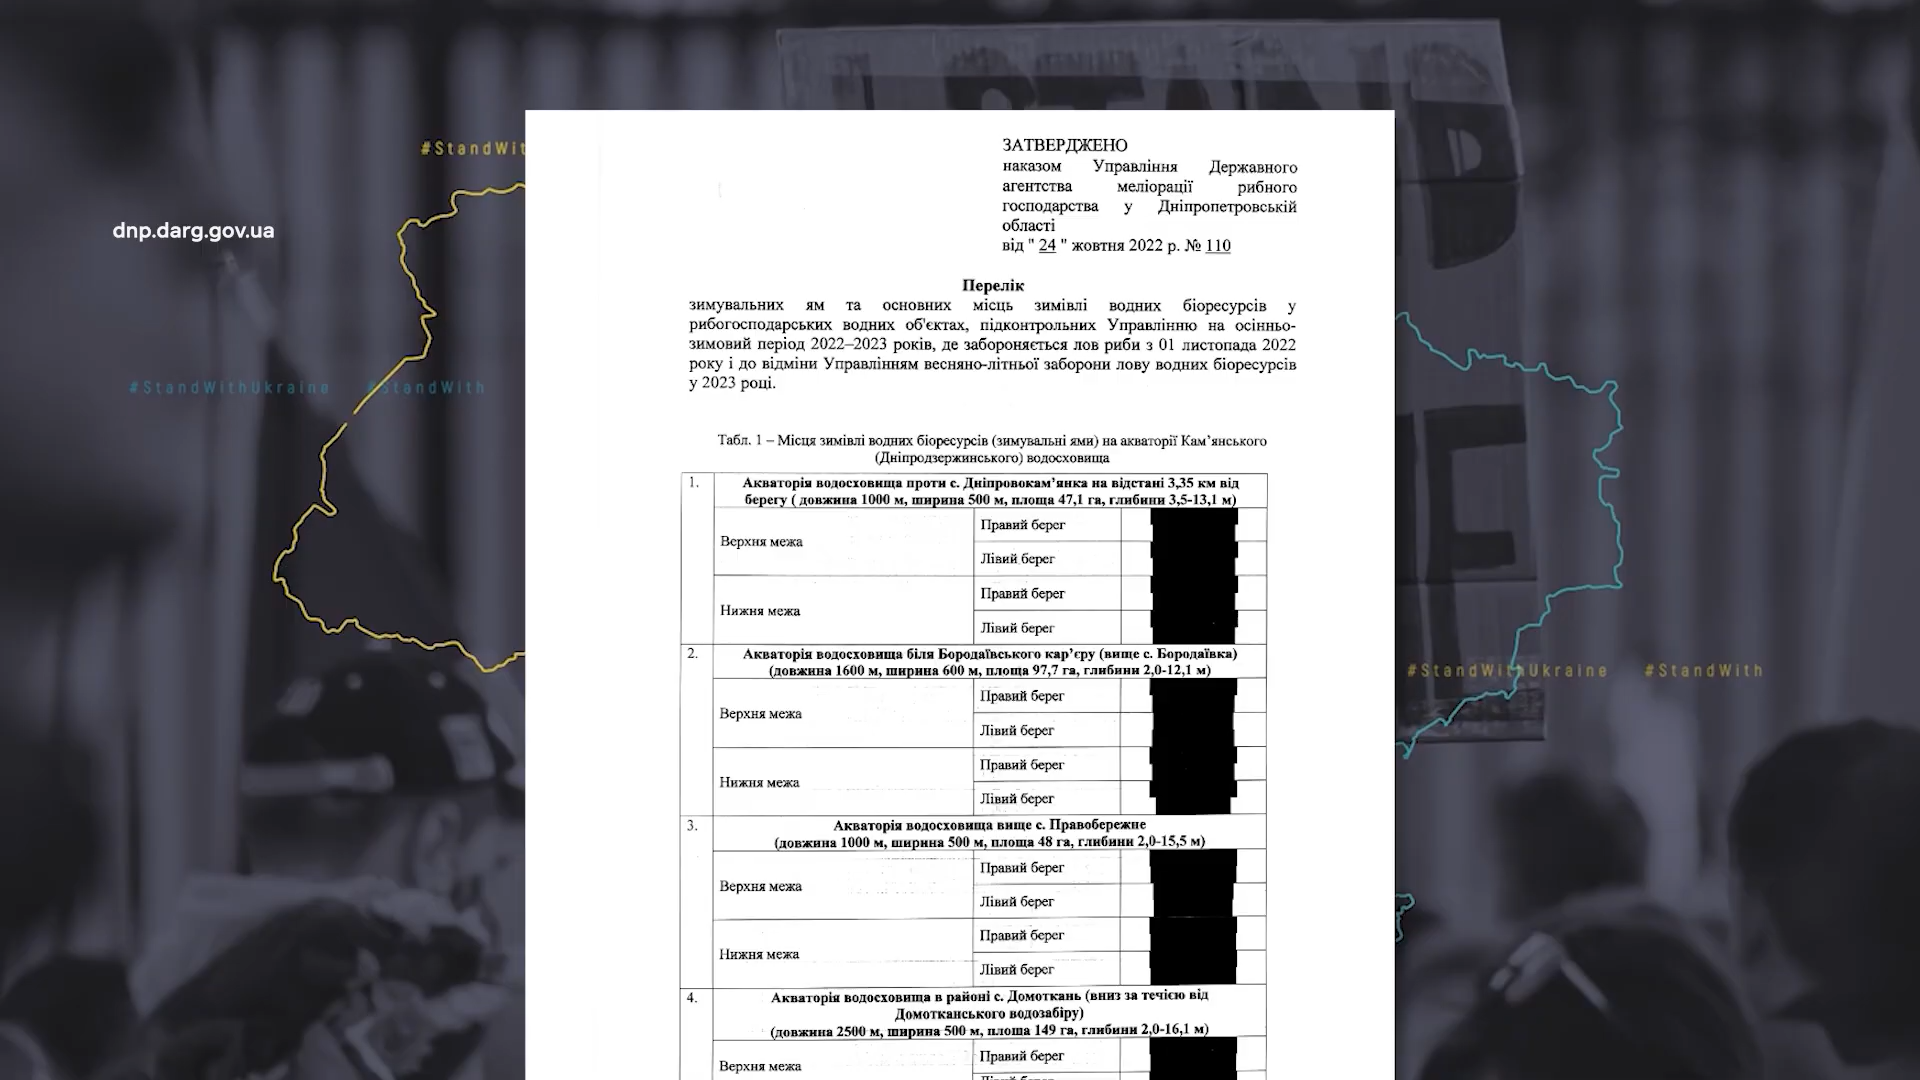 #StandWit
dnp.darg.gov.ua
#StandWithUkraine #StandWith
ЗАТВЕРДЖЕНО
наказом Управління Державного
агентства меліорації рибного
господарства у Дніпропетровській
області
від " 24 " жовтня 2022 р. № 110
Перелік
зимувальних ям та основних місць зимівлі водних біоресурсів у
рибогосподарських водних об'єктах, підконтрольних Управлінню на осінньо-
зимовий період 2022–2023 років, де забороняється лов риби з 01 листопада 2022
року і до відміни Управлінням весняно-літньої заборони лову водних біоресурсів
у 2023 році.
Табл. 1 – Місця зимівлі водних біоресурсів (зимувальні ями) на акваторії Кам’янського
(Дніпродзержинського) водосховища
1. Акваторія водосховища проти с. Дніпровокам’янка на відстані 3,35 км від
берегу ( довжина 1000 м, ширина 500 м, площа 47,1 га, глибини 3,5-13,1 м)
Верхня межа
Правий берег
Лівий берег
Нижня межа
Правий берег
Лівий берег
2. Акваторія водосховища біля Бородаївського кар’єру (вище с. Бородаївка)
(довжина 1600 м, ширина 600 м, площа 97,7 га, глибини 2,0-12,1 м)
Верхня межа
Правий берег
Лівий берег
Нижня межа
Правий берег
Лівий берег
3. Акваторія водосховища вище с. Правобережне
(довжина 1000 м, ширина 500 м, площа 48 га, глибини 2,0-15,5 м)
Верхня межа
Правий берег
Лівий берег
Нижня межа
Правий берег
Лівий берег
4. Акваторія водосховища в районі с. Домоткань (вниз за течією від
Домотканського водозабіру)
(довжина 2500 м, ширина 500 м, площа 149 га, глибини 2,0-16,1 м)
Верхня межа
Правий берег
#StandWithUkraine #StandWith